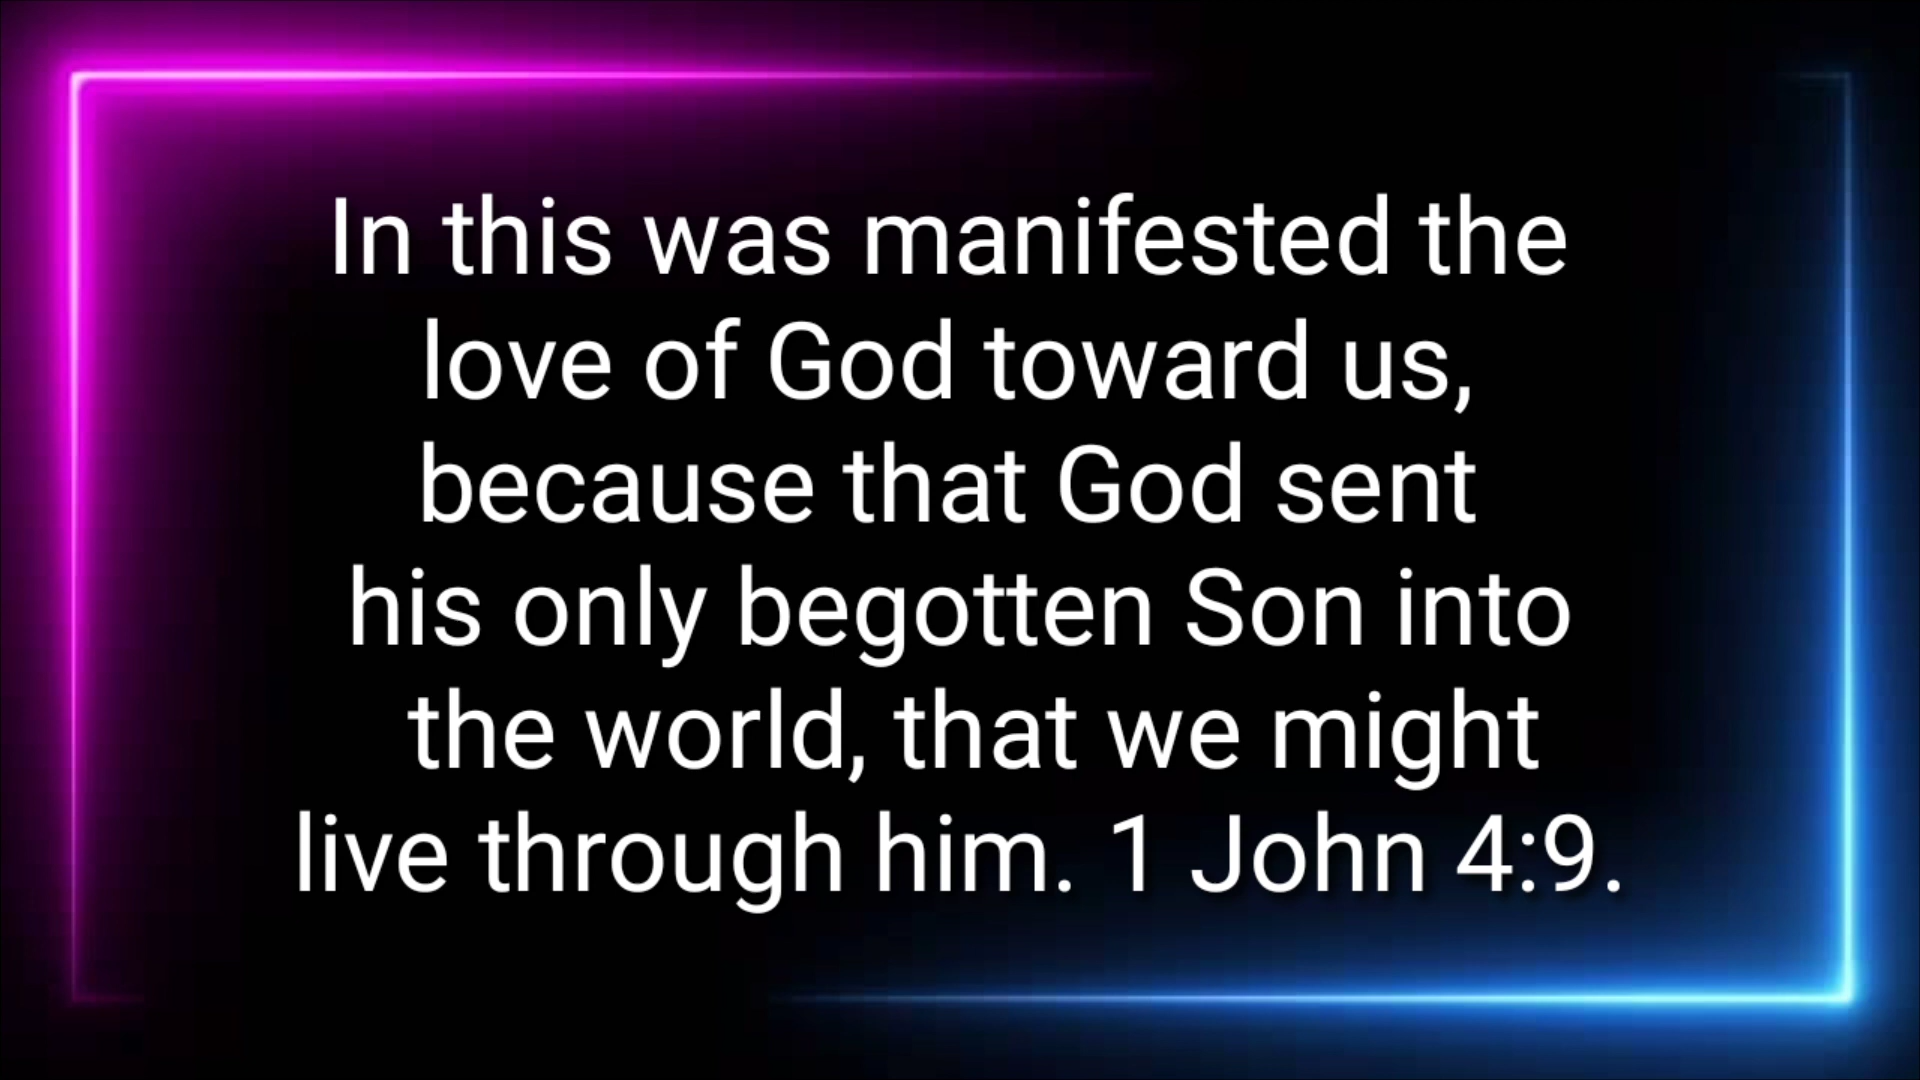 In this was manifested the
love of God toward us,
because that God sent
his only begotten Son into
the world, that we might
live through him. 1 John 4:9.